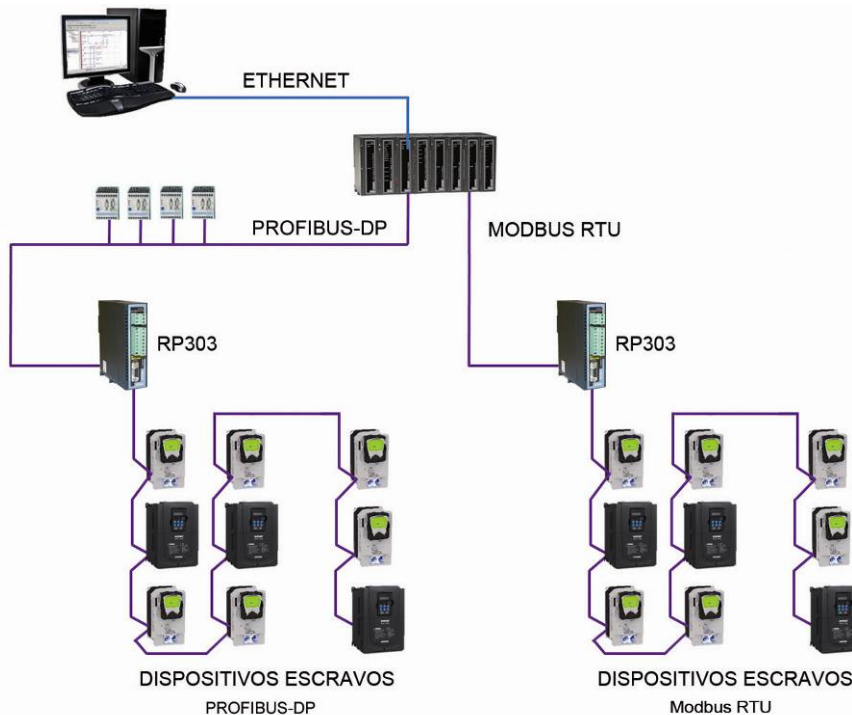 ETHERNET
PROFIBUS-DP
MODBUS RTU
RP303
RP303
DISPOSITIVOS ESCRAVOS
PROFIBUS-DP
DISPOSITIVOS ESCRAVOS
Modbus RTU